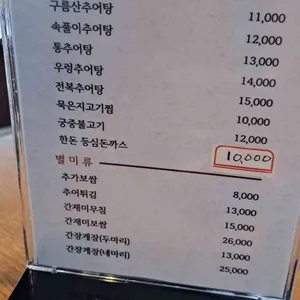 구름산추어탕 11,000
속풀이추어탕 12,000
통추어탕 13,000
우렁추어탕 14,000
전복추어탕 15,000
묵은지고기찜 10,000
궁중불고기 12,000
한돈 등심돈까스 10,000
별미류
추가보쌈 8,000
추어튀김 13,000
간재미무침 15,000
간재미보쌈 26,000
간장게장(두마리) 13,000
간장게장(네마리) 25,000